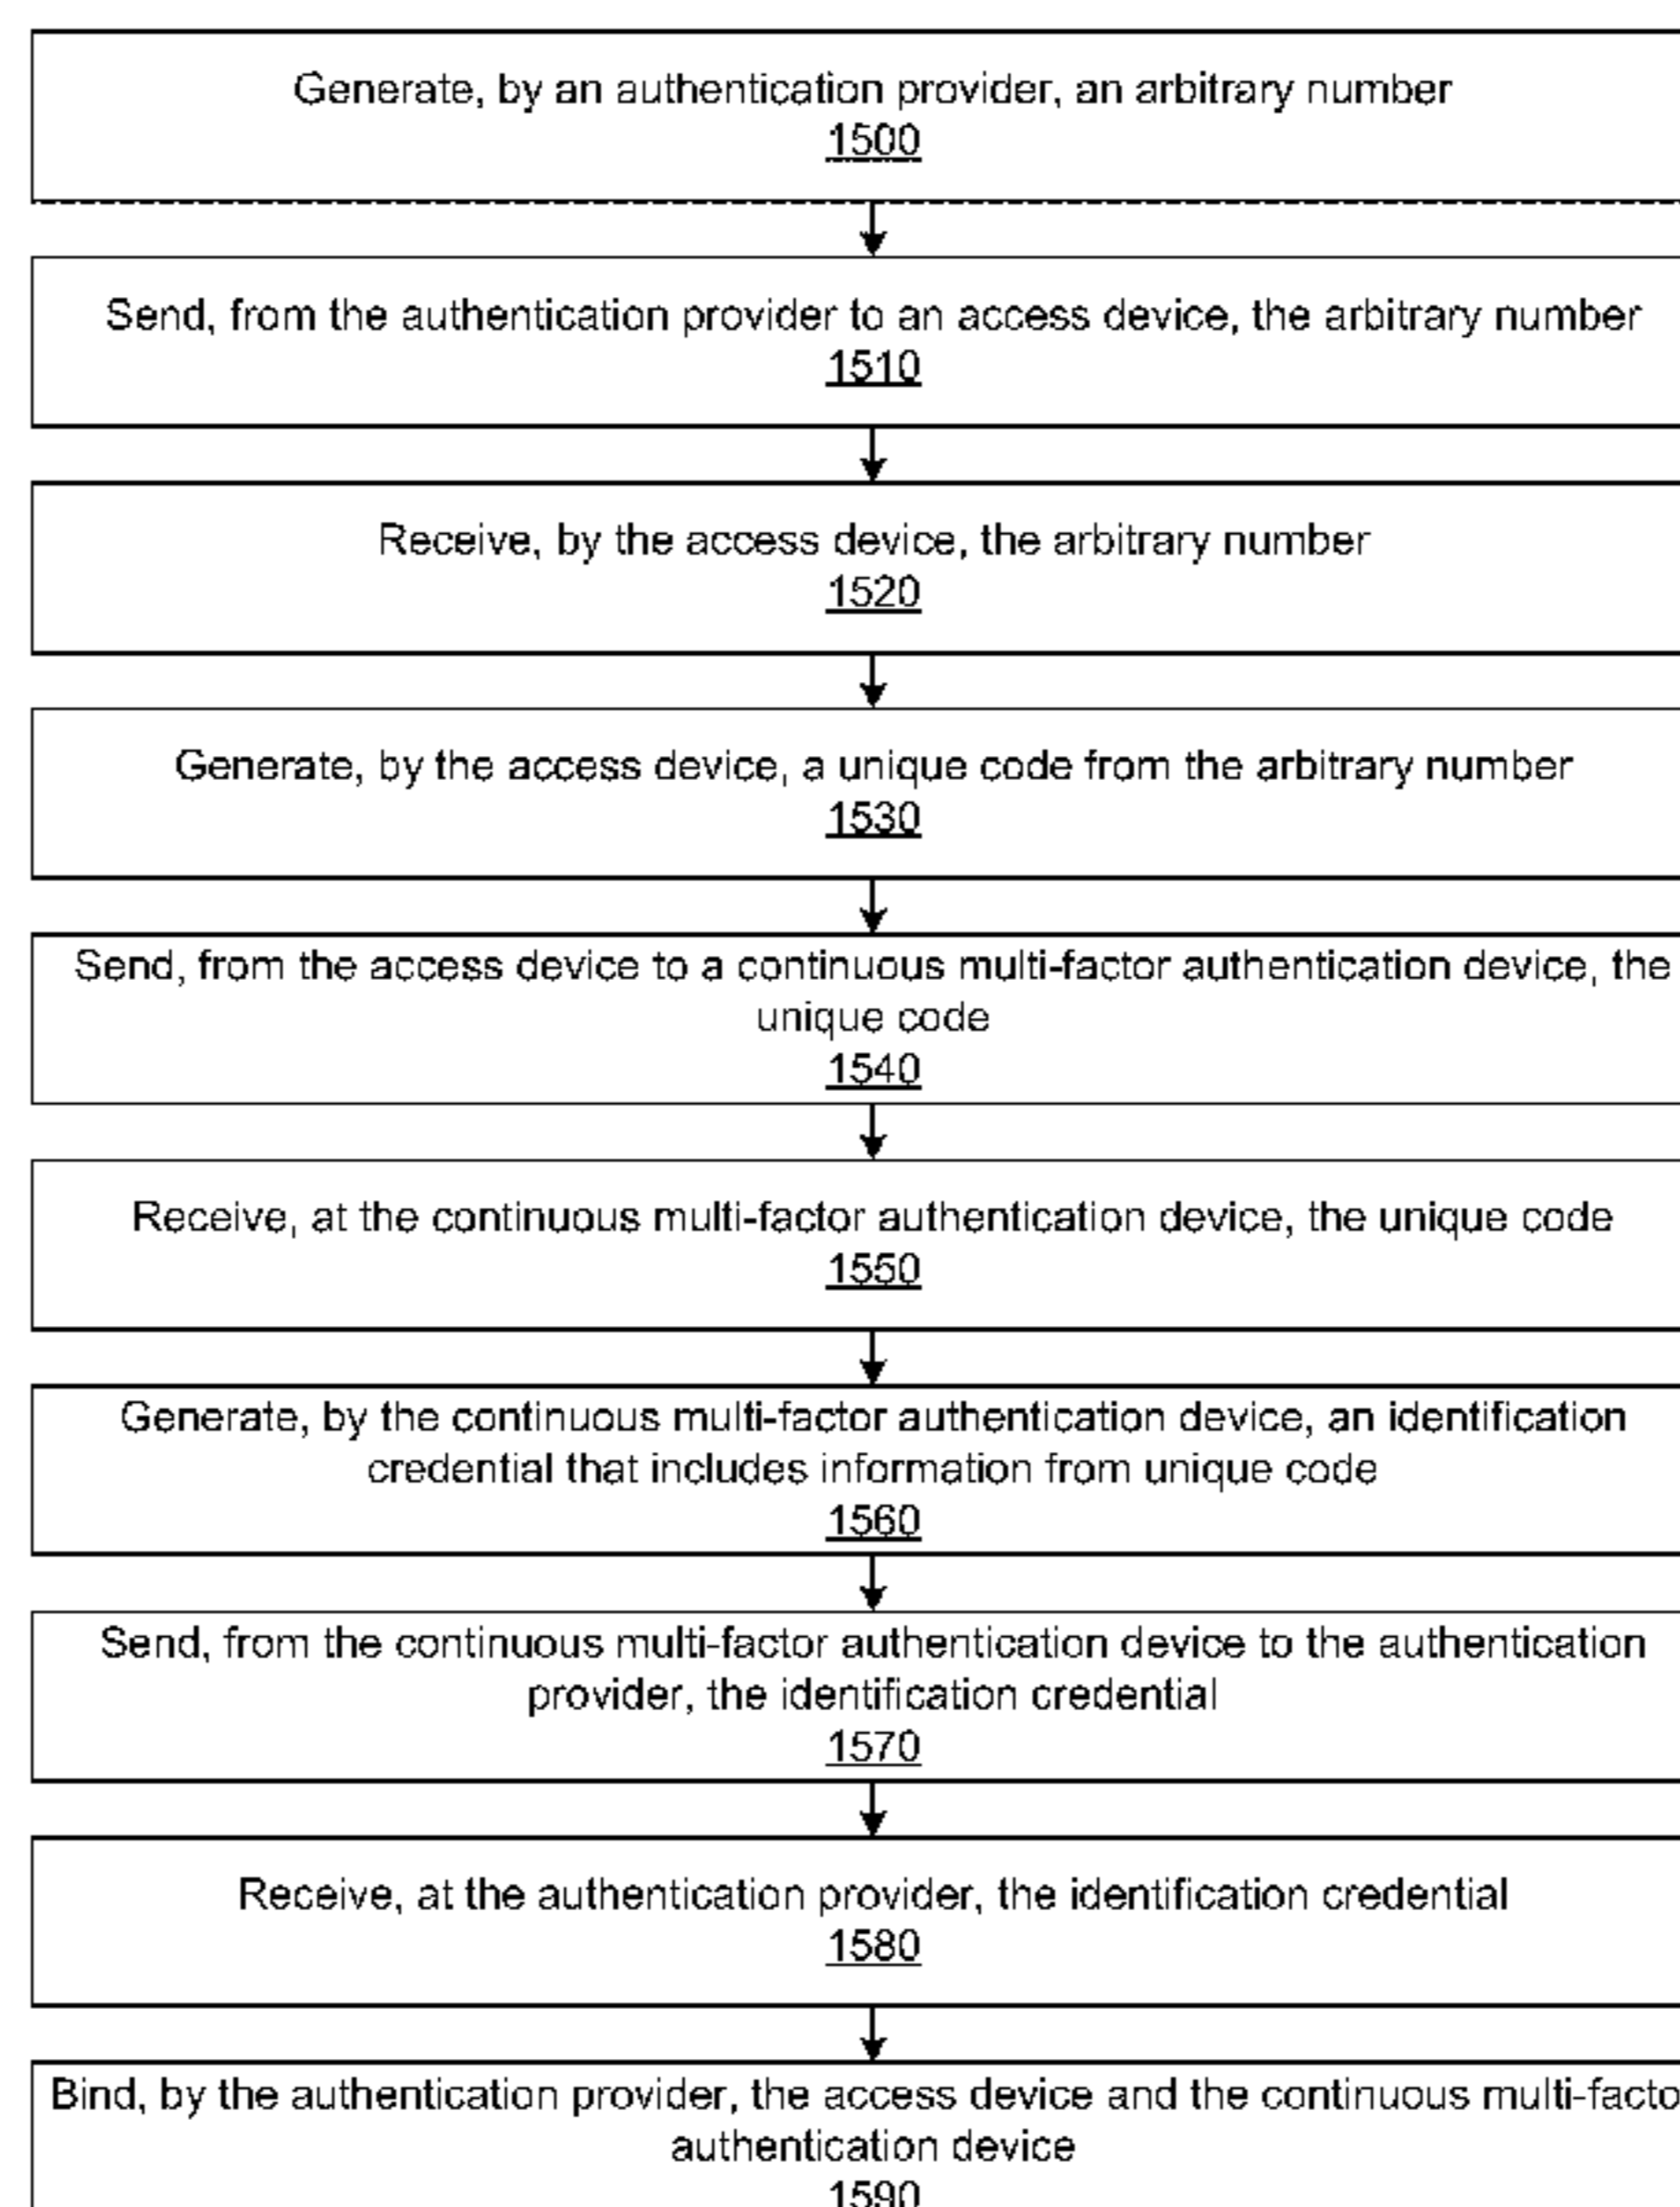 Generate, by an authentication provider, an arbitrary number
1500
Send, from the authentication provider to an access device, the arbitrary number
1510
Receive, by the access device, the arbitrary number
1520
Generate, by the access device, a unique code from the arbitrary number
1530
Send, from the access device to a continuous multi-factor authentication device, the
unique code
1540
Receive, at the continuous multi-factor authentication device, the unique code
1550
Generate, by the continuous multi-factor authentication device, an identification
credential that includes information from unique code
1560
Send, from the continuous multi-factor authentication device to the authentication
provider, the identification credential
1570
Receive, at the authentication provider, the identification credential
1580
Bind, by the authentication provider, the access device and the continuous multi-facto
authentication device
1590